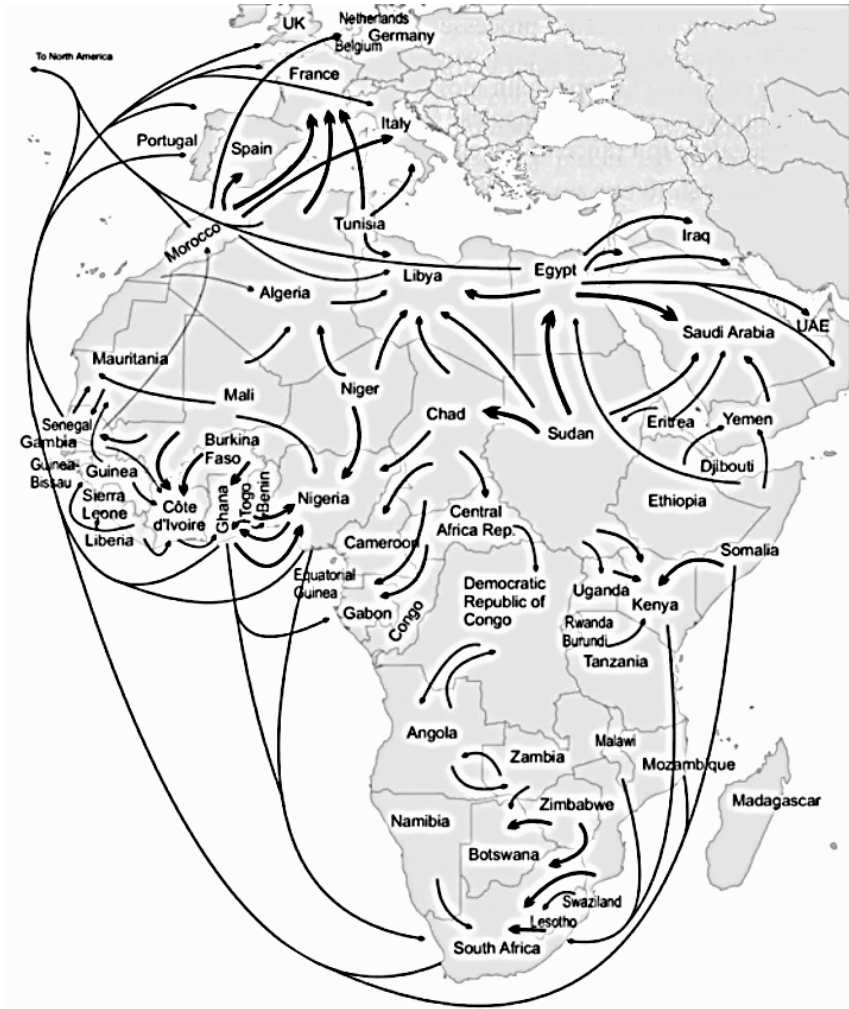 UK
Netherlands
Germany
Belgium
To North America
France
Italy
Portugal
Spain
Morocco
Tunisia
Iraq
Algeria
Libya
Egypt
UAE
Saudi Arabia
Mauritania
Mali
Niger
Chad
Sudan
Eritrea
Yemen
Senegal
Gambia
Guinea-
Bissau
Guinea
Burkina
Faso
Djibouti
Sierra
Leone
Côte
d'Ivoire
Ghana
Togo
Benin
Nigeria
Ethiopia
Liberia
Central
Africa Rep.
Cameroon
Somalia
Equatorial
Guinea
Gabon
Congo
Democratic
Republic of
Congo
Uganda
Kenya
Rwanda
Burundi
Tanzania
Angola
Zambia
Malawi
Mozambique
Madagascar
Namibia
Zimbabwe
Botswana
Swaziland
Lesotho
South Africa